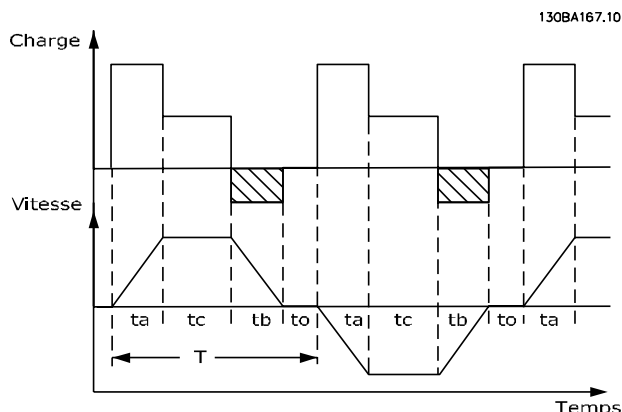 130BA167.10
Charge
Vitesse
ta tc tb to ta tc tb to ta
T
Temps